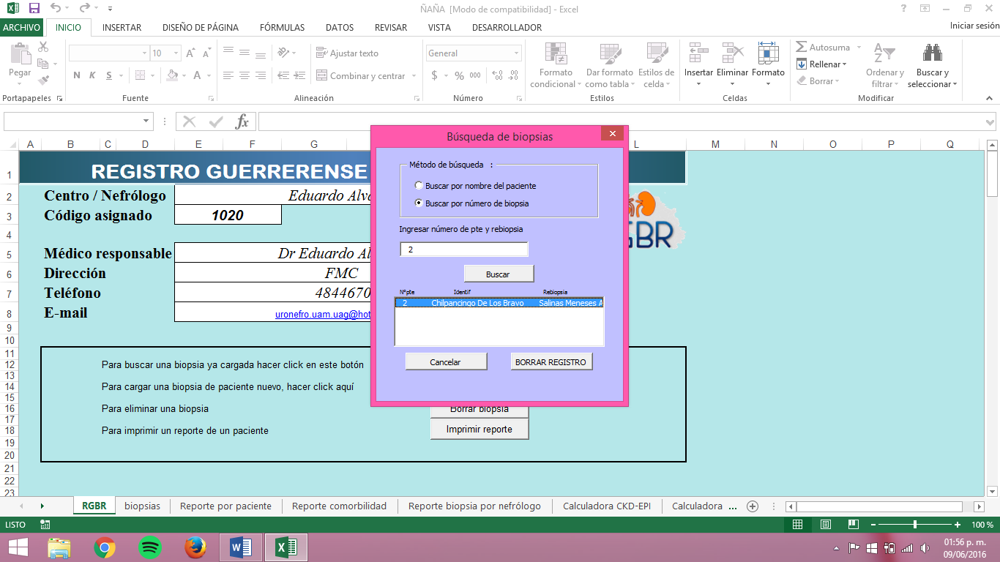 ÑAÑA [Modo de compatibilidad] - Excel
ARCHIVO INICIO INSERTAR DISEÑO DE PÁGINA FÓRMULAS DATOS REVISAR VISTA DESARROLLADOR Iniciar sesión
Pegar
10
N K S
Ajustar texto
Combinar y centrar
General
$ % 000
Formato condicional
Dar formato como tabla
Estilos de celda
Insertar Eliminar Formato
Autosuma
Rellenar
Borrar
Ordenar y filtrar
Buscar y seleccionar
Portapapeles Fuente Alineación Número Estilos Celdas Modificar
fx
A B C D E F G L M N O P Q
1 REGISTRO GUERRERENSE
2 Centro / Nefrólogo Eduardo
3 Código asignado 1020
4 BR
5 Médico responsable Dr Eduardo
6 Dirección FMC
7 Teléfono 4844670
8 E-mail uronefro.uam.uag@hot
9
10
11
12 Para buscar una biopsia ya cargada hacer click en este botón
13
14 Para cargar una biopsia de paciente nuevo, hacer click aquí
15
16 Para eliminar una biopsia Borrar biopsia
17
18 Para imprimir un reporte de un paciente Imprimir reporte
19
20
21
22
23
Búsqueda de biopsias
Método de búsqueda :
Buscar por nombre del paciente
Buscar por número de biopsia
Ingresar número de pte y rebiopsia
2
Buscar
N°pte Identif Rebiopsia
2 Chilpancingo De Los Bravo Salinas Meneses A
Cancelar BORRAR REGISTRO
RGBR biopsias Reporte por paciente Reporte comorbilidad Reporte biopsia por nefrólogo Calculadora CKD-EPI Calculadora ...
LISTO 100 %
01:56 p. m.
09/06/2016